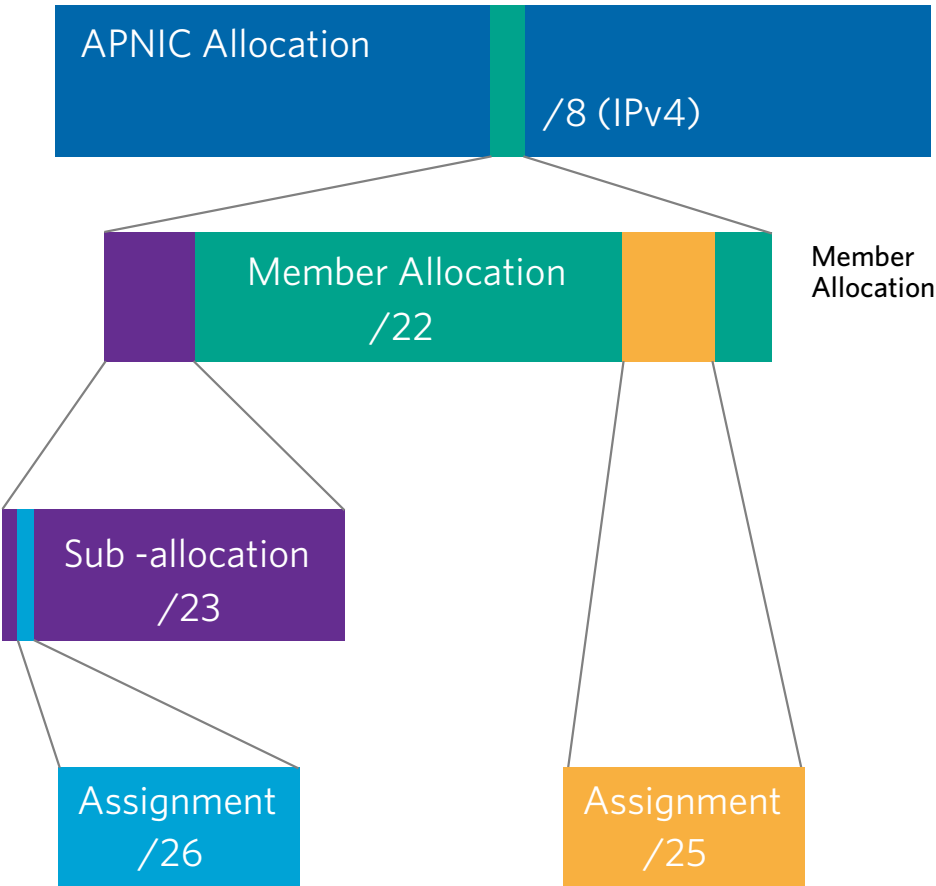 APNIC Allocation
/8 (IPv4)
Member Allocation
/22
Member
Allocation
Sub -allocation
/23
Assignment
/26
Assignment
/25